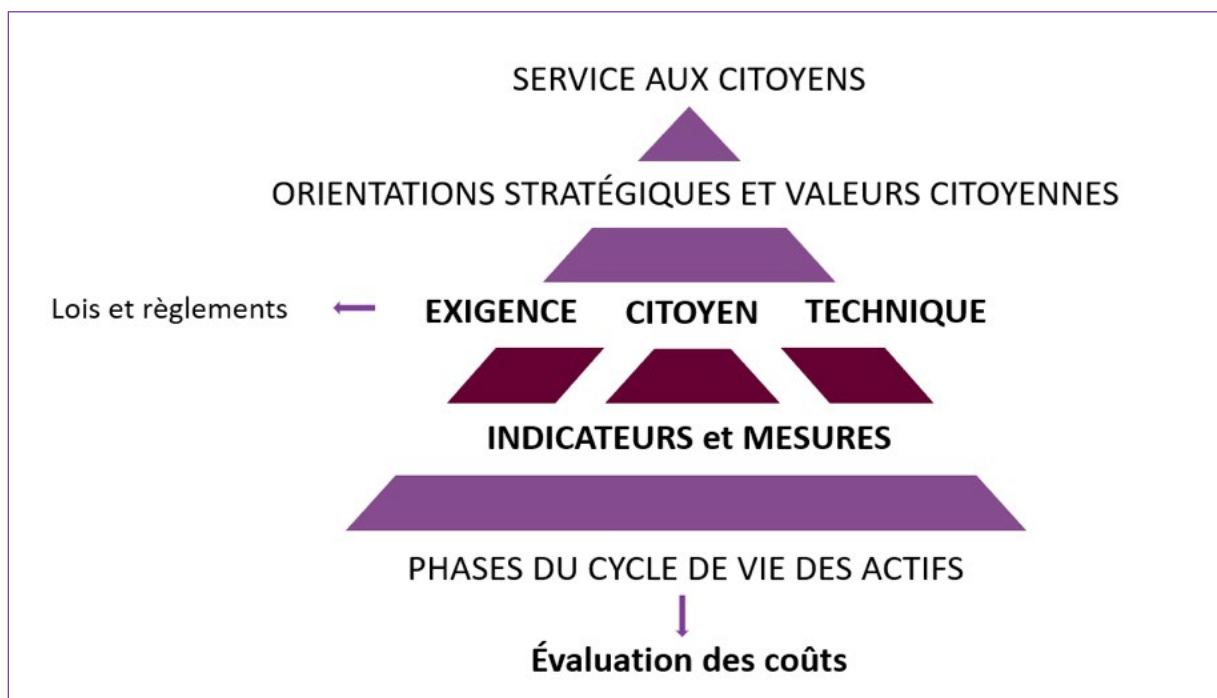 SERVICE AUX CITOYENS
ORIENTATIONS STRATÉGIQUES ET VALEURS CITOYENNES
Lois et règlements EXIGENCE CITOYEN TECHNIQUE
INDICATEURS et MESURES
PHASES DU CYCLE DE VIE DES ACTIFS
Évaluation des coûts